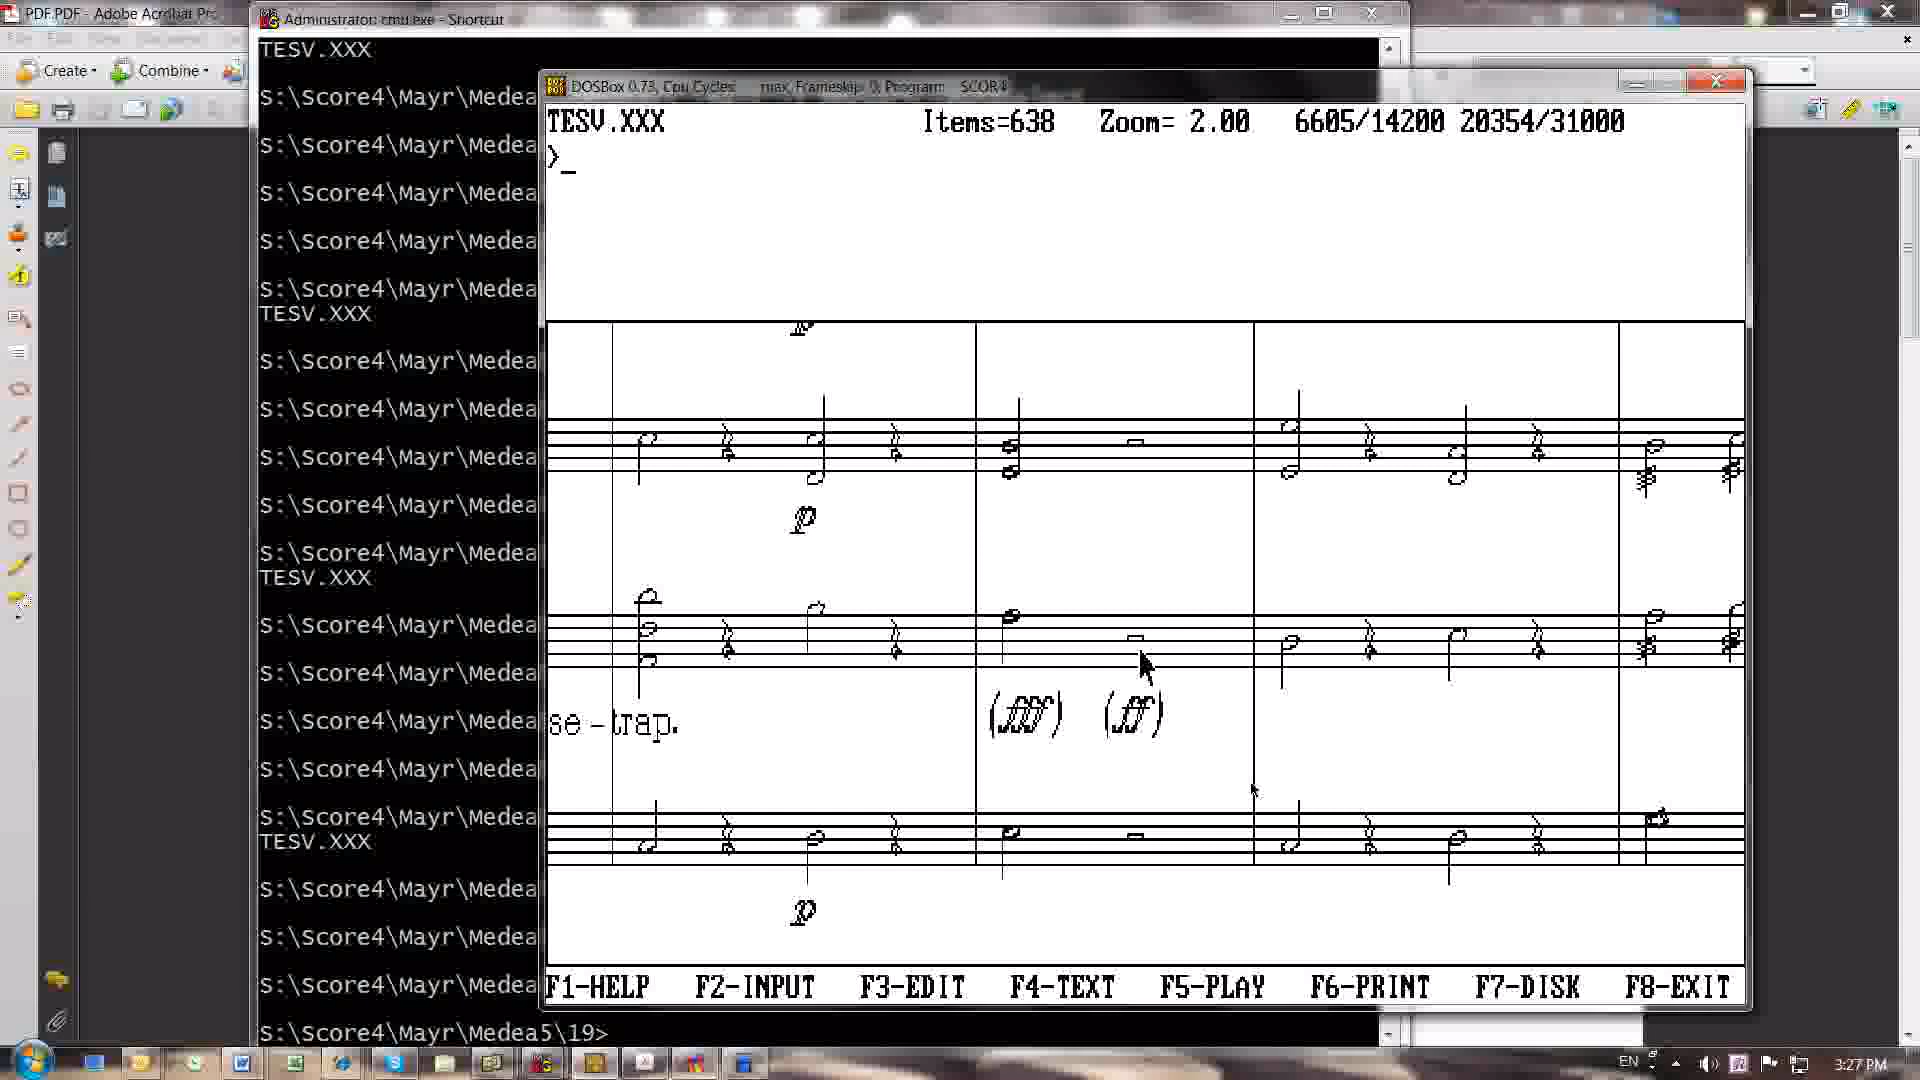 PDF.PDF - Adobe Acrobat Pro
Administrator: cmd.exe - Shortcut
Create
Combine
TESV.XXX
S:\Score4\Mayr\Medea
S:\Score4\Mayr\Medea
S:\Score4\Mayr\Medea
S:\Score4\Mayr\Medea
S:\Score4\Mayr\Medea
TESV.XXX
S:\Score4\Mayr\Medea
S:\Score4\Mayr\Medea
S:\Score4\Mayr\Medea
S:\Score4\Mayr\Medea
S:\Score4\Mayr\Medea
TESV.XXX
S:\Score4\Mayr\Medea
S:\Score4\Mayr\Medea
S:\Score4\Mayr\Medea
S:\Score4\Mayr\Medea
S:\Score4\Mayr\Medea
TESV.XXX
S:\Score4\Mayr\Medea
S:\Score4\Mayr\Medea
S:\Score4\Mayr\Medea
S:\Score4\Mayr\Medea5\19>
DOSBox 0.73, Cpu Cycles: max, Frameskip 0, Program: SCOR4
TESV.XXX Items=638 Zoom= 2.00 6605/14200 20354/31000
>_
p
p
se-trap.
(ffff) (fff)
p
F1-HELP F2-INPUT F3-EDIT F4-TEXT F5-PLAY F6-PRINT F7-DISK F8-EXIT
EN
3:27 PM